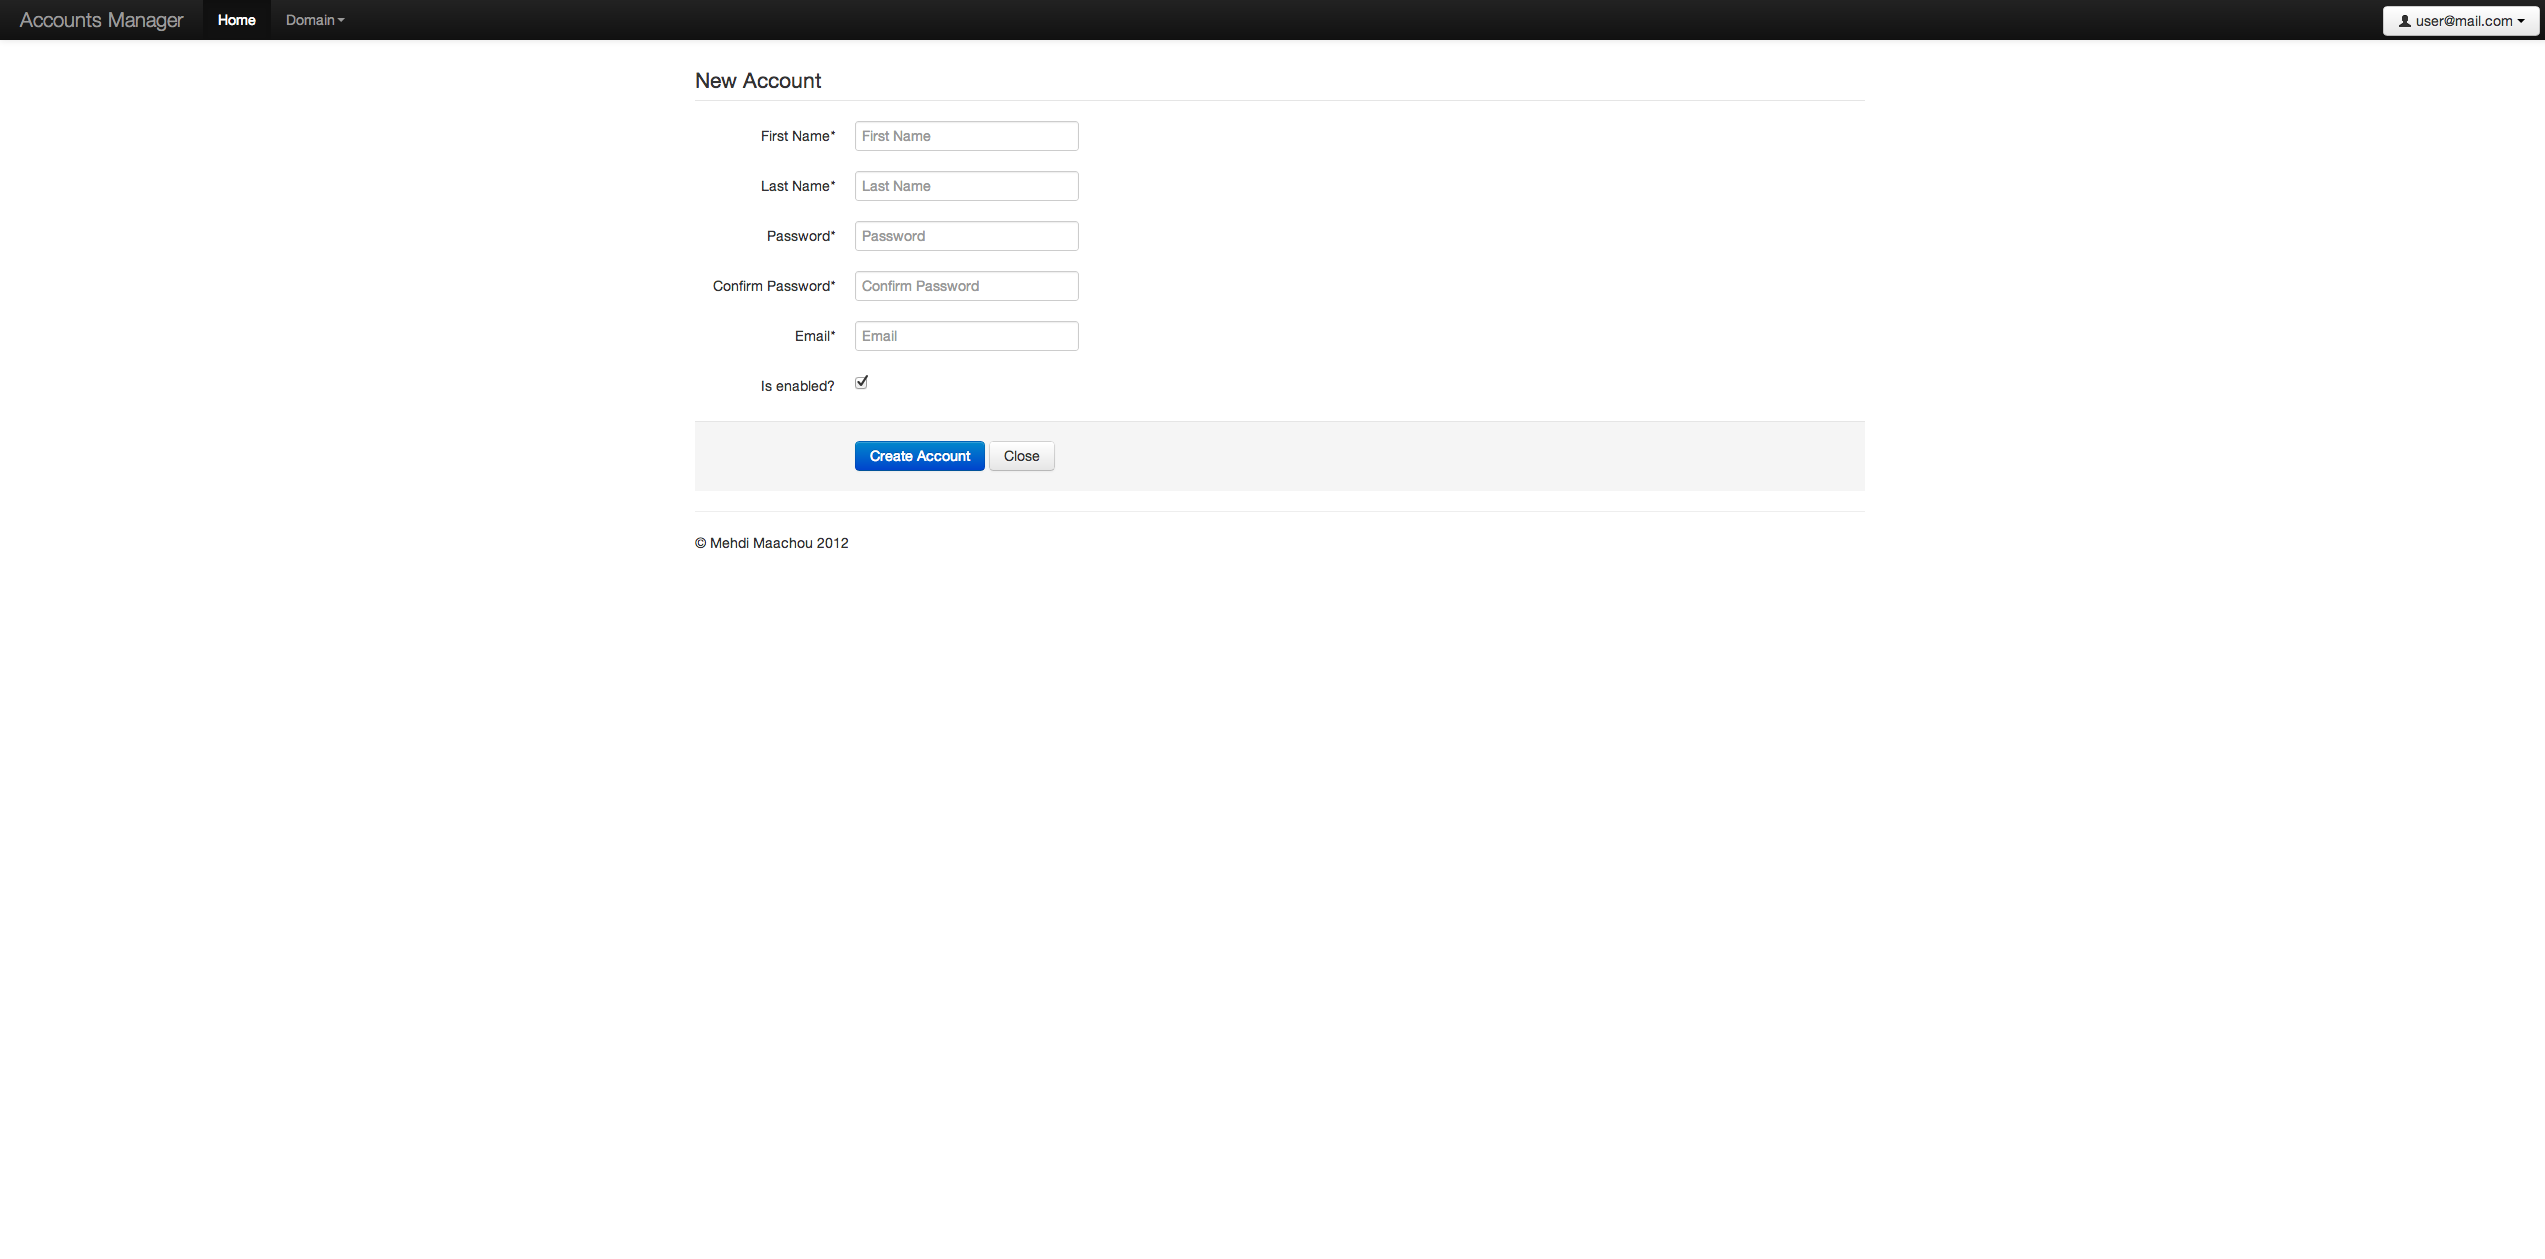 Accounts Manager Home Domain user@mail.com
New Account
First Name* First Name
Last Name* Last Name
Password* Password
Confirm Password* Confirm Password
Email* Email
Is enabled?
Create Account Close
© Mehdi Maachou 2012